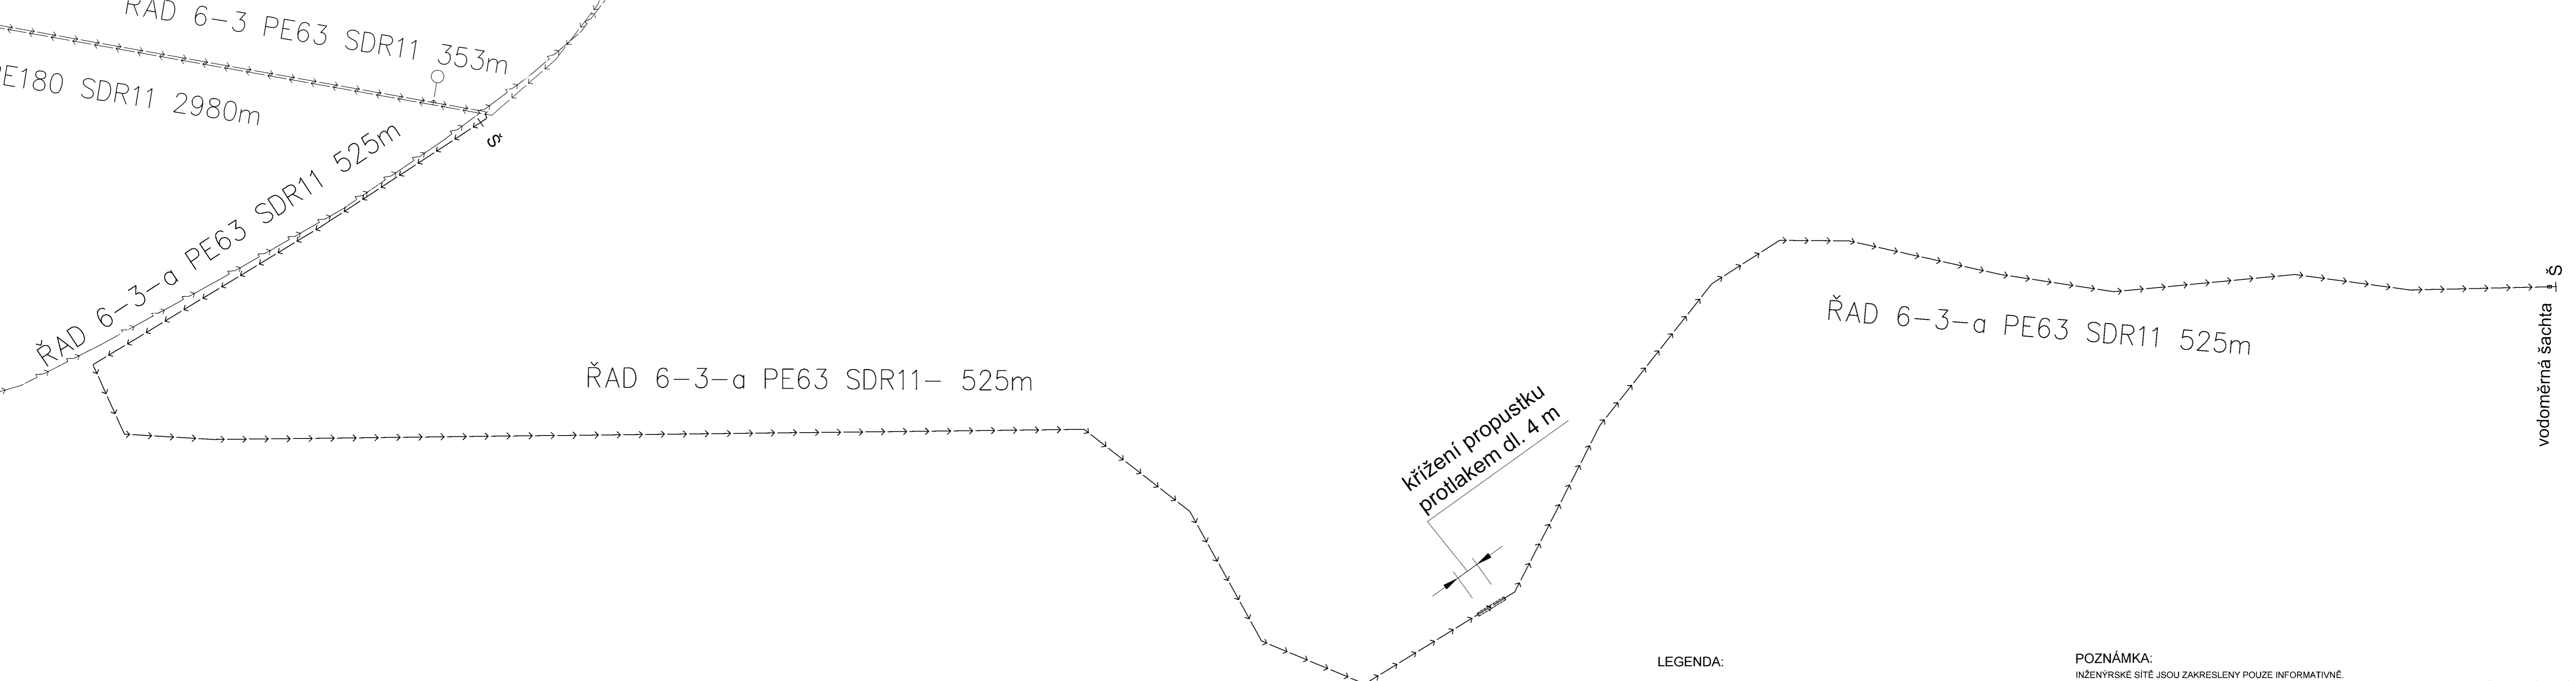 ŘAD 6-3 PE63 SDR11 353m
PE180 SDR11 2980m
Š
ŘAD 6-3-a PE63 SDR11 525m
ŘAD 6-3-a PE63 SDR11- 525m
křížení propustku
protlakem dl. 4 m
ŘAD 6-3-a PE63 SDR11 525m
Š
vodoměrná šachta
LEGENDA:
POZNÁMKA:
INŽENÝRSKÉ SÍTĚ JSOU ZAKRESLENY POUZE INFORMATIVNĚ.